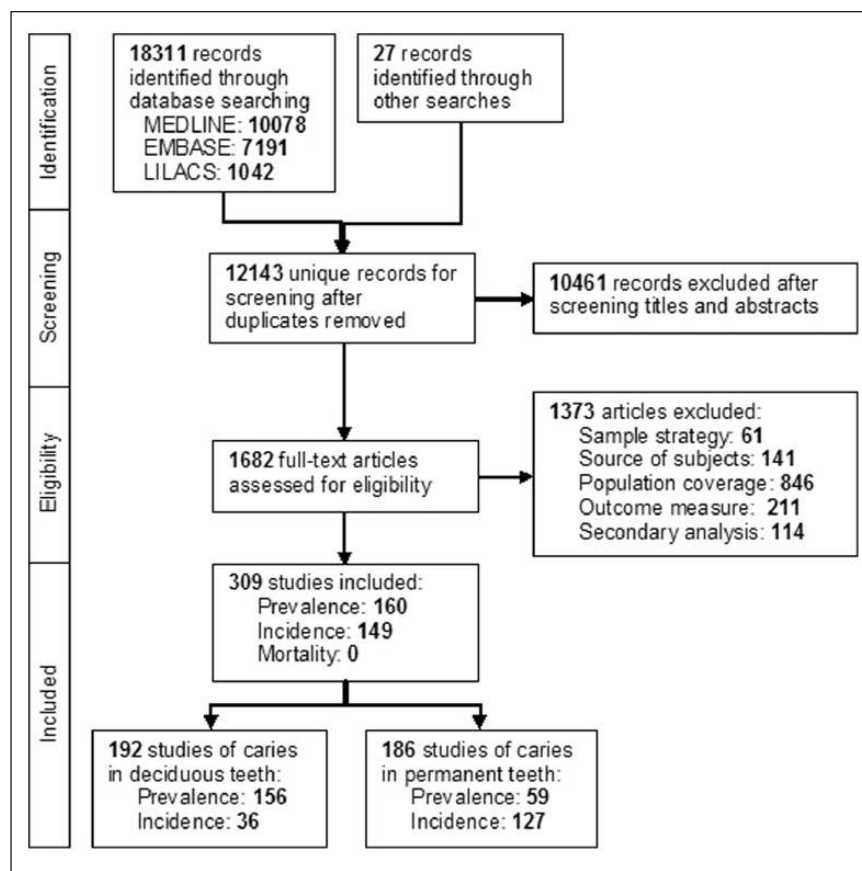 Identification
18311 records
identified through
database searching
MEDLINE: 10078
EMBASE: 7191
LILACS: 1042
27 records
identified through
other searches
Screening
12143 unique records for
screening after
duplicates removed
10461 records excluded after
screening titles and abstracts
Eligibility
1682 full-text articles
assessed for eligibility
1373 articles excluded:
Sample strategy: 61
Source of subjects: 141
Population coverage: 846
Outcome measure: 211
Secondary analysis: 114
Included
309 studies included:
Prevalence: 160
Incidence: 149
Mortality: 0
192 studies of caries
in deciduous teeth:
Prevalence: 156
Incidence: 36
186 studies of caries
in permanent teeth:
Prevalence: 59
Incidence: 127